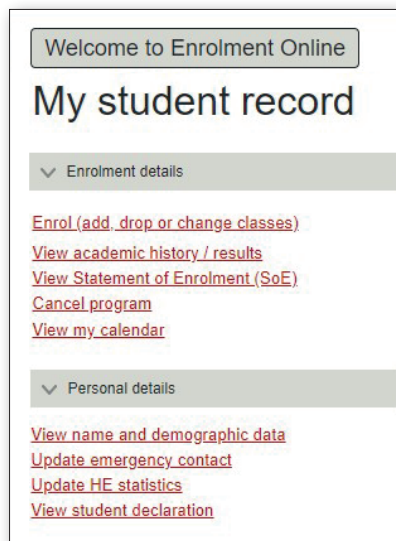 Welcome to Enrolment Online
My student record
Enrolment details
Enrol (add, drop or change classes)
View academic history / results
View Statement of Enrolment (SoE)
Cancel program
View my calendar
Personal details
View name and demographic data
Update emergency contact
Update HE statistics
View student declaration